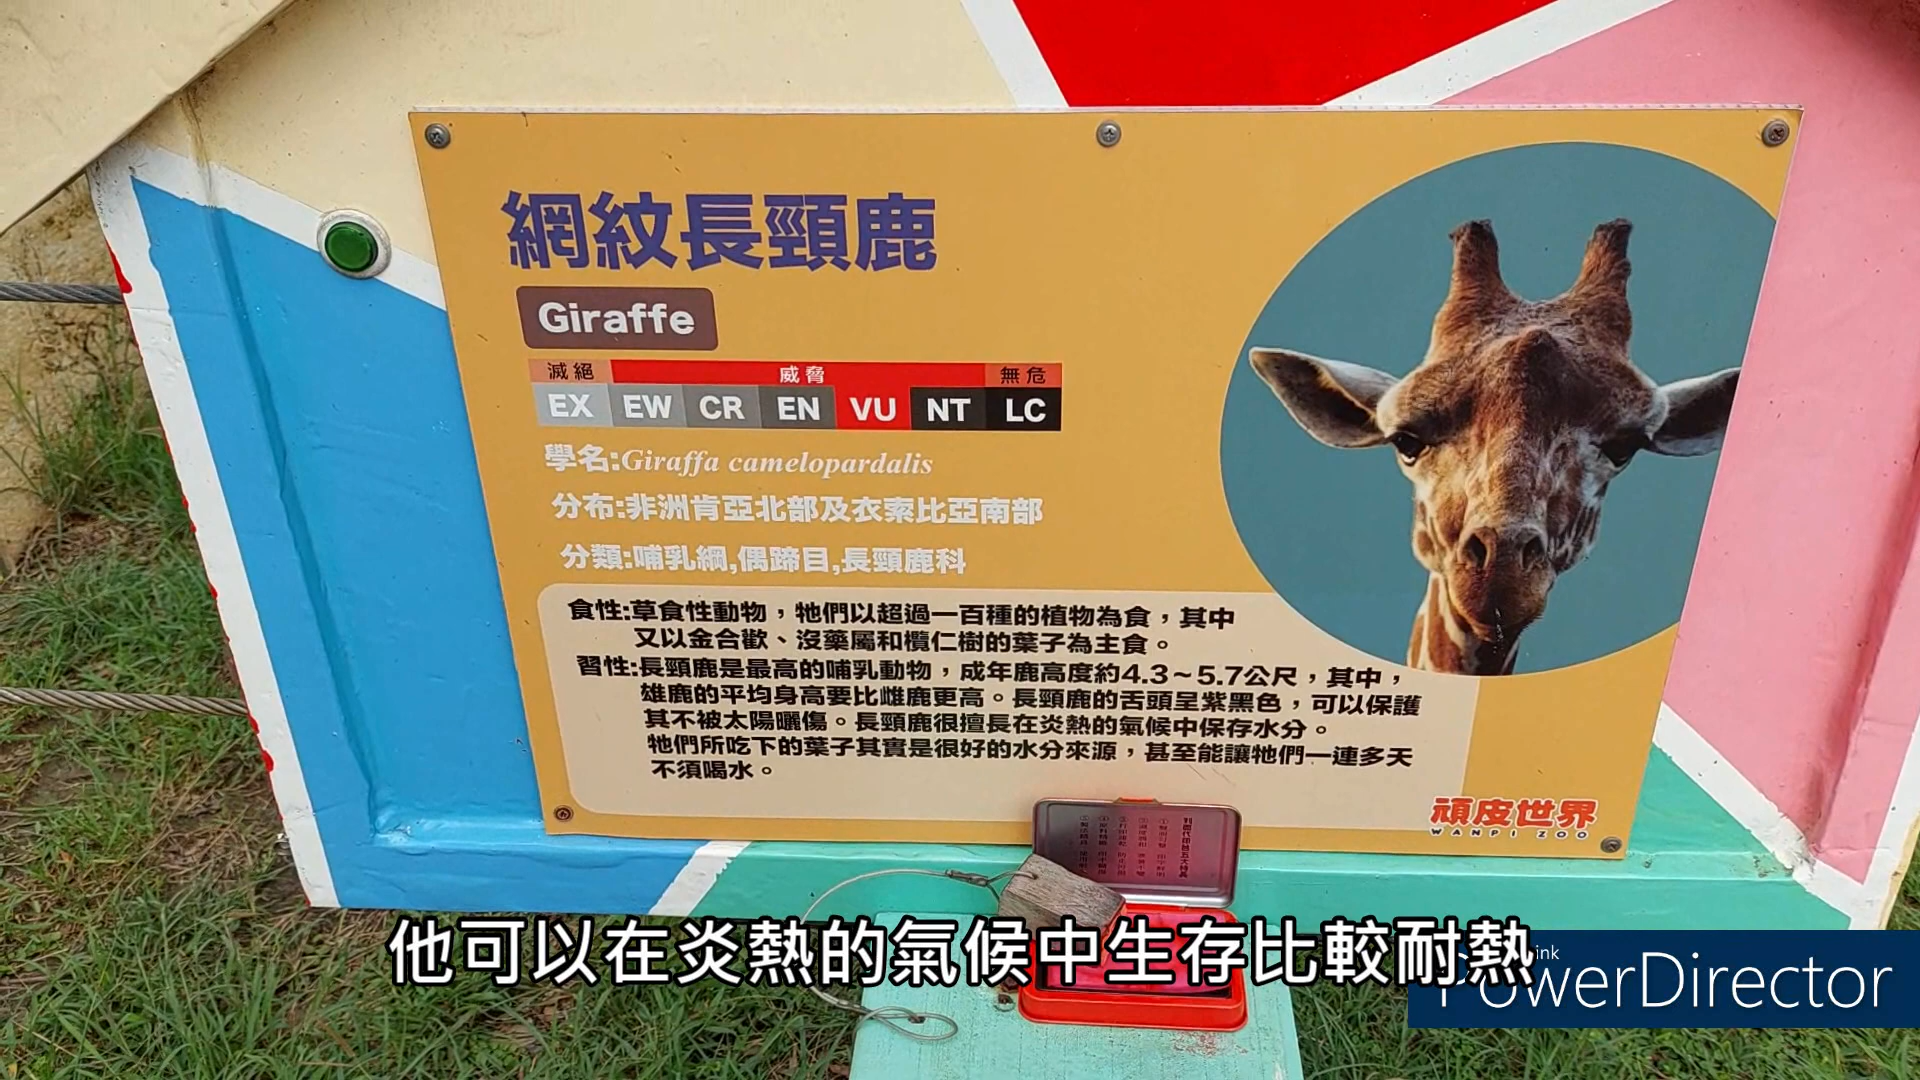 網紋長頸鹿
Giraffe
滅絕 威脅 無危
EX EW CR EN VU NT LC
學名:Giraffa camelopardalis
分布:非洲肯亞北部及衣索比亞南部
分類:哺乳綱,偶蹄目,長頸鹿科
食性:草食性動物，牠們以超過一百種的植物為食，其中
又以金合歡、沒藥屬和欖仁樹的葉子為主食。
習性:長頸鹿是最高的哺乳動物，成年鹿高度約4.3～5.7公尺，其中，
雄鹿的平均身高要比雌鹿更高。長頸鹿的舌頭呈紫黑色，可以保護
其不被太陽曬傷。長頸鹿很擅長在炎熱的氣候中保存水分。
牠們所吃下的葉子其實是很好的水分來源，甚至能讓牠們一連多天
不須喝水。
頑皮世界
WANPI ZOO
他可以在炎熱的氣候中生存比較耐熱
PowerDirector